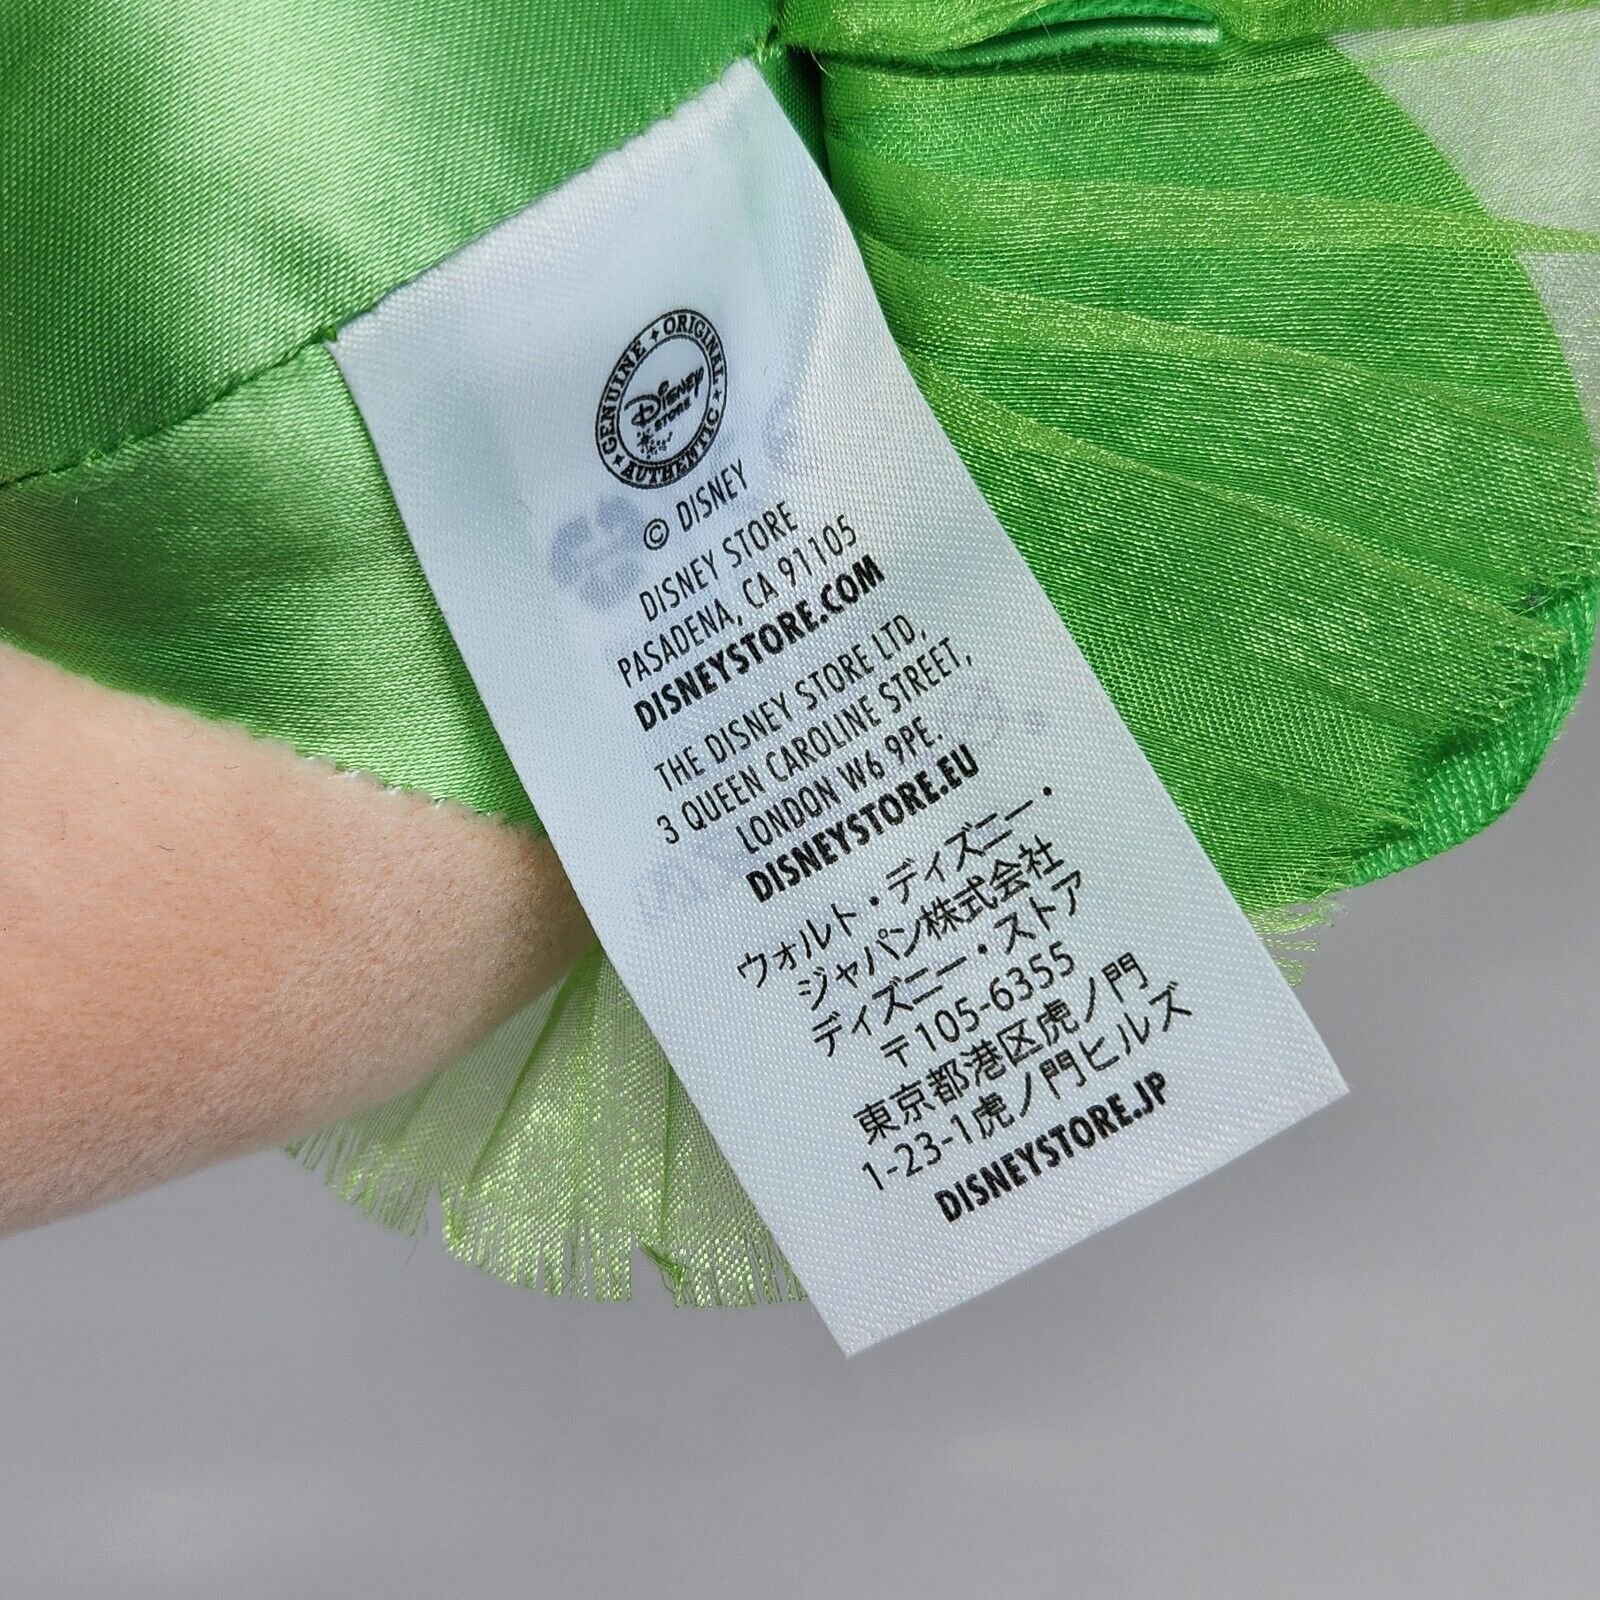 GENUINE ORIGINAL AUTHENTIC
Disney
STORE
© DISNEY
DISNEY STORE
PASADENA, CA 91105
DISNEYSTORE.COM
THE DISNEY STORE LTD,
3 QUEEN CAROLINE STREET,
LONDON W6 9PE.
DISNEYSTORE.EU
ウォルト・ディズニー・
ジャパン株式会社
ディズニー・ストア
〒105-6355
東京都港区虎ノ門
1-23-1虎ノ門ヒルズ
DISNEYSTORE.JP